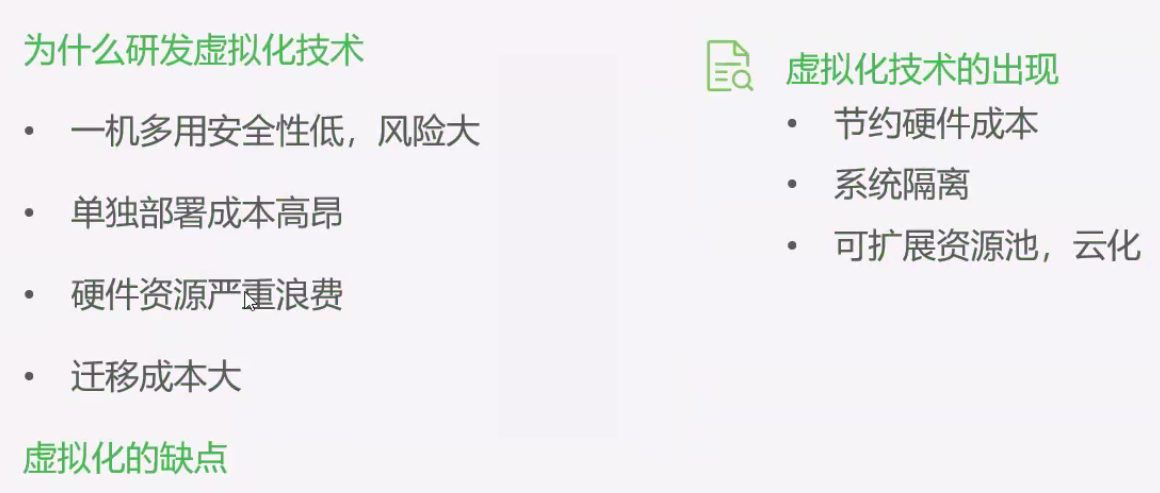 为什么研发虚拟化技术
• 一机多用安全性低，风险大
• 单独部署成本高昂
• 硬件资源严重浪费
• 迁移成本大
虚拟化的缺点
虚拟化技术的出现
• 节约硬件成本
• 系统隔离
• 可扩展资源池，云化